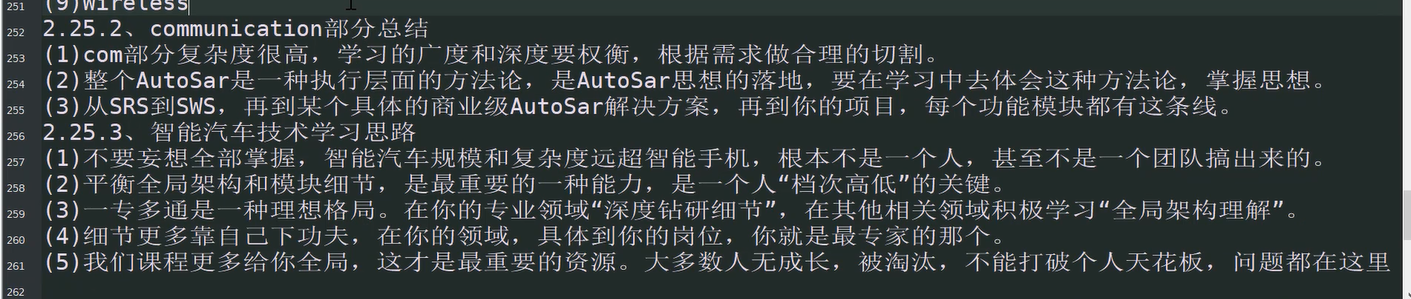 251 (9)Wireless
252 2.25.2、communication部分总结
253 (1)com部分复杂度很高，学习的广度和深度要权衡，根据需求做合理的切割。
254 (2)整个AutoSar是一种执行层面的方法论，是AutoSar思想的落地，要在学习中去体会这种方法论，掌握思想。
255 (3)从SRS到SWS，再到某个具体的商业级AutoSar解决方案，再到你的项目，每个功能模块都有这条线。
256 2.25.3、智能汽车技术学习思路
257 (1)不要妄想全部掌握，智能汽车规模和复杂度远超智能手机，根本不是一个人，甚至不是一个团队搞出来的。
258 (2)平衡全局架构和模块细节，是最重要的一种能力，是一个人“档次高低”的关键。
259 (3)一专多通是一种理想格局。在你的专业领域“深度钻研细节”，在其他相关领域积极学习“全局架构理解”。
260 (4)细节更多靠自己下功夫，在你的领域，具体到你的岗位，你就是最专家的那个。
261 (5)我们课程更多给你全局，这才是最重要的资源。大多数人无成长，被淘汰，不能打破个人天花板，问题都在这里
262